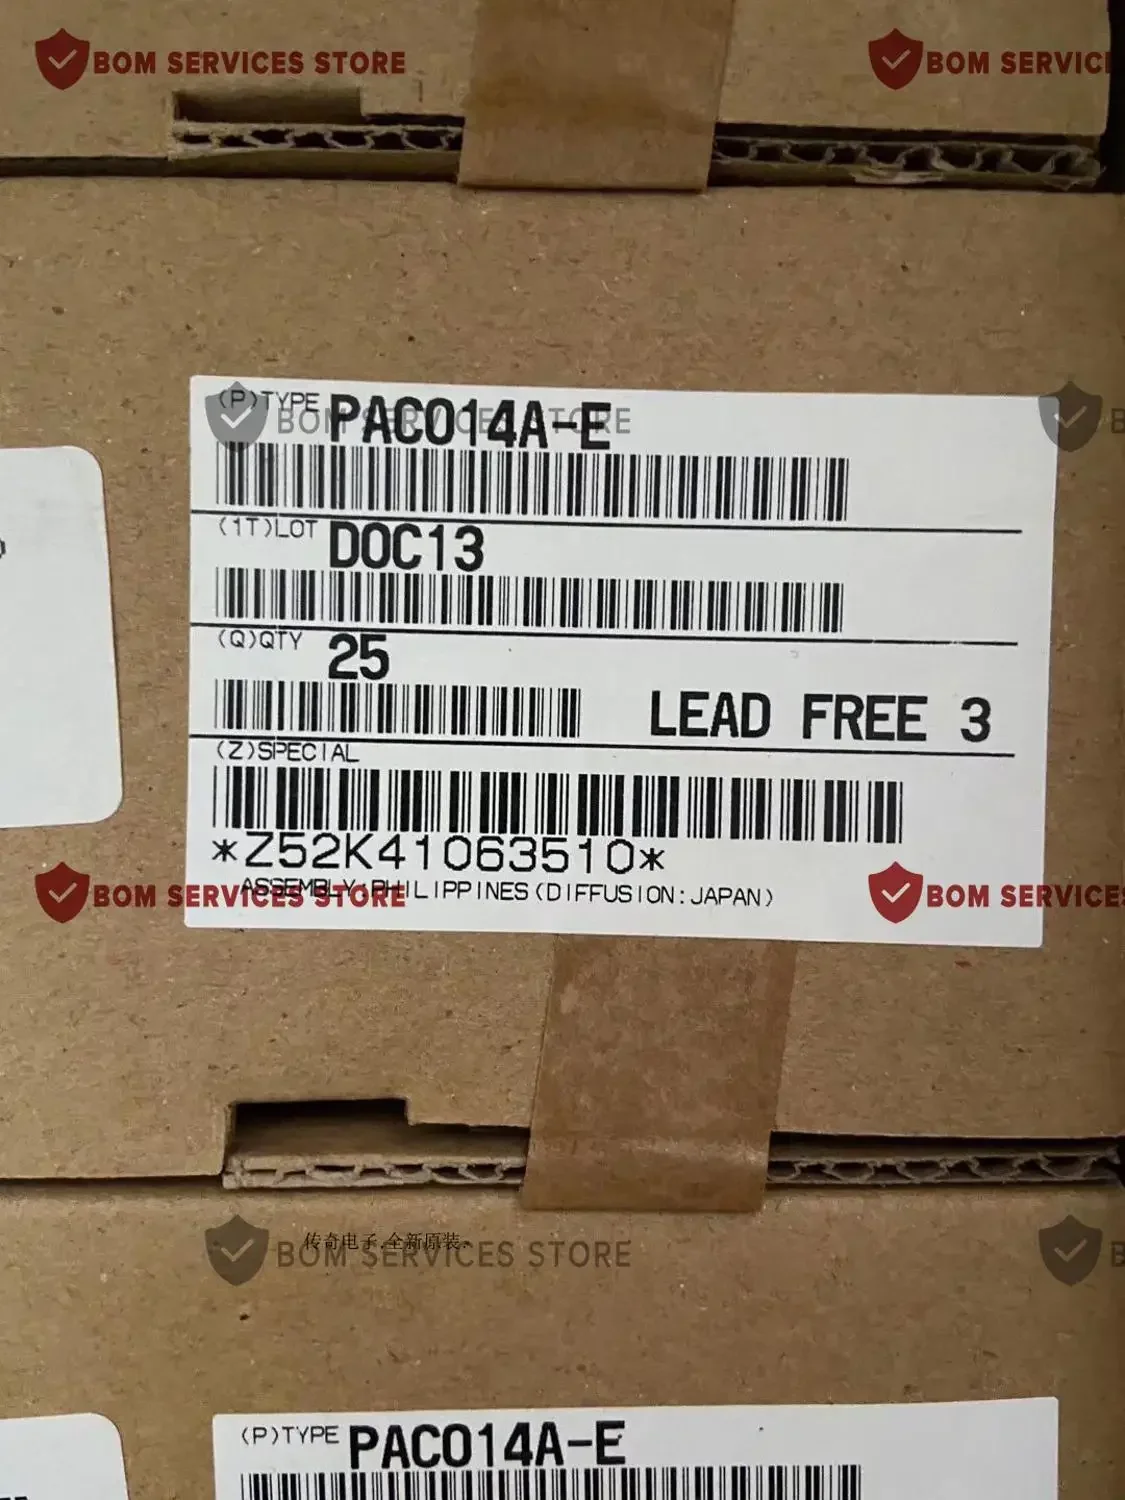 BOM SERVICES STORE
BOM SERVICE
(P)TYPE PAC014A-E
BOM SERVICES STORE
(1T)LOT D0C13
(Q)QTY 25
LEAD FREE 3
(Z)SPECIAL
*Z52K41063510*
ASSEMBLY:PHILIPPINES(DIFFUSION:JAPAN)
BOM SERVICES STORE
BOM SERVICES
传奇电子,全新原装.
BOM SERVICES STORE
(P)TYPE PAC014A-E